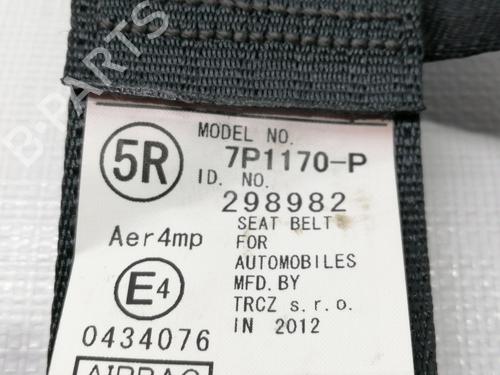 B-PARTS
MODEL NO.
5R
7P1170-P
ID. NO.
298982
SEAT BELT
Aer4mp
FOR
AUTOMOBILES
E4
MFD. BY
TRCZ s.r.o.
0434076
IN 2012
AIRBAG